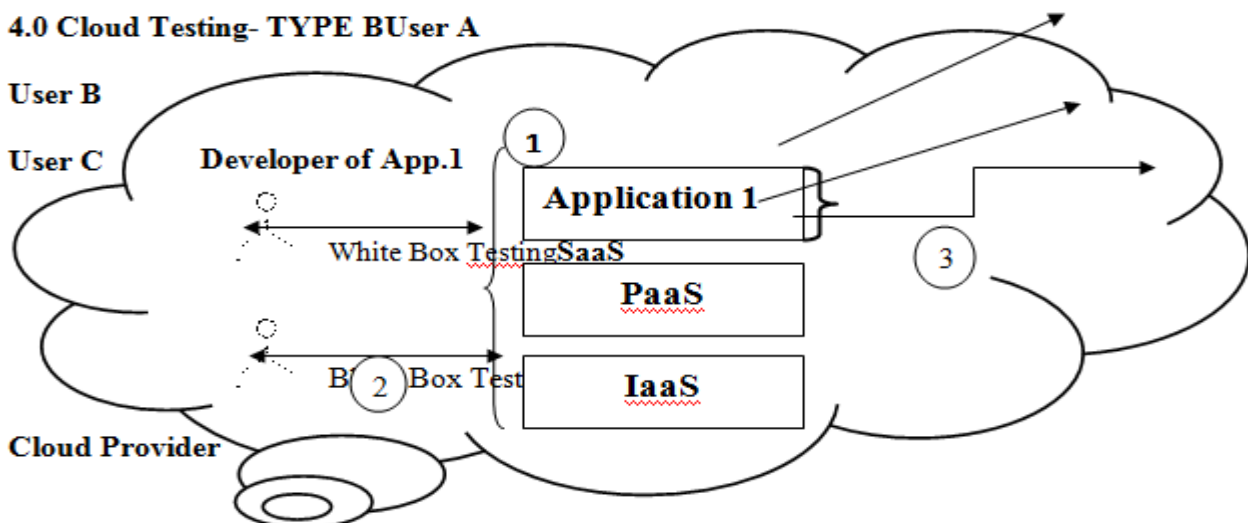 4.0 Cloud Testing- TYPE BUser A
User B
1
User C
Developer of App.1
Application 1
White Box TestingSaaS
3
PaaS
2
Box Test
IaaS
Cloud Provider